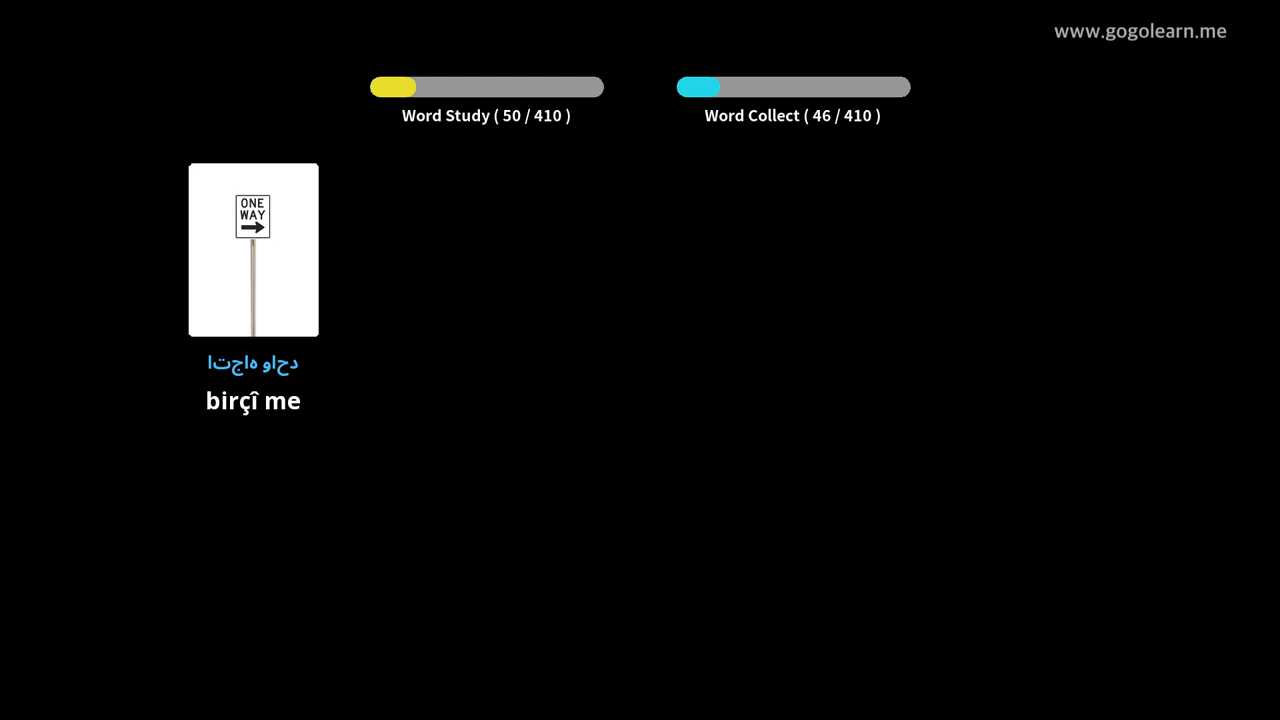 www.gogolearn.me
Word Study ( 50 / 410 )
Word Collect ( 46 / 410 )
ONE
WAY
دحاو هاجتا
birçî me